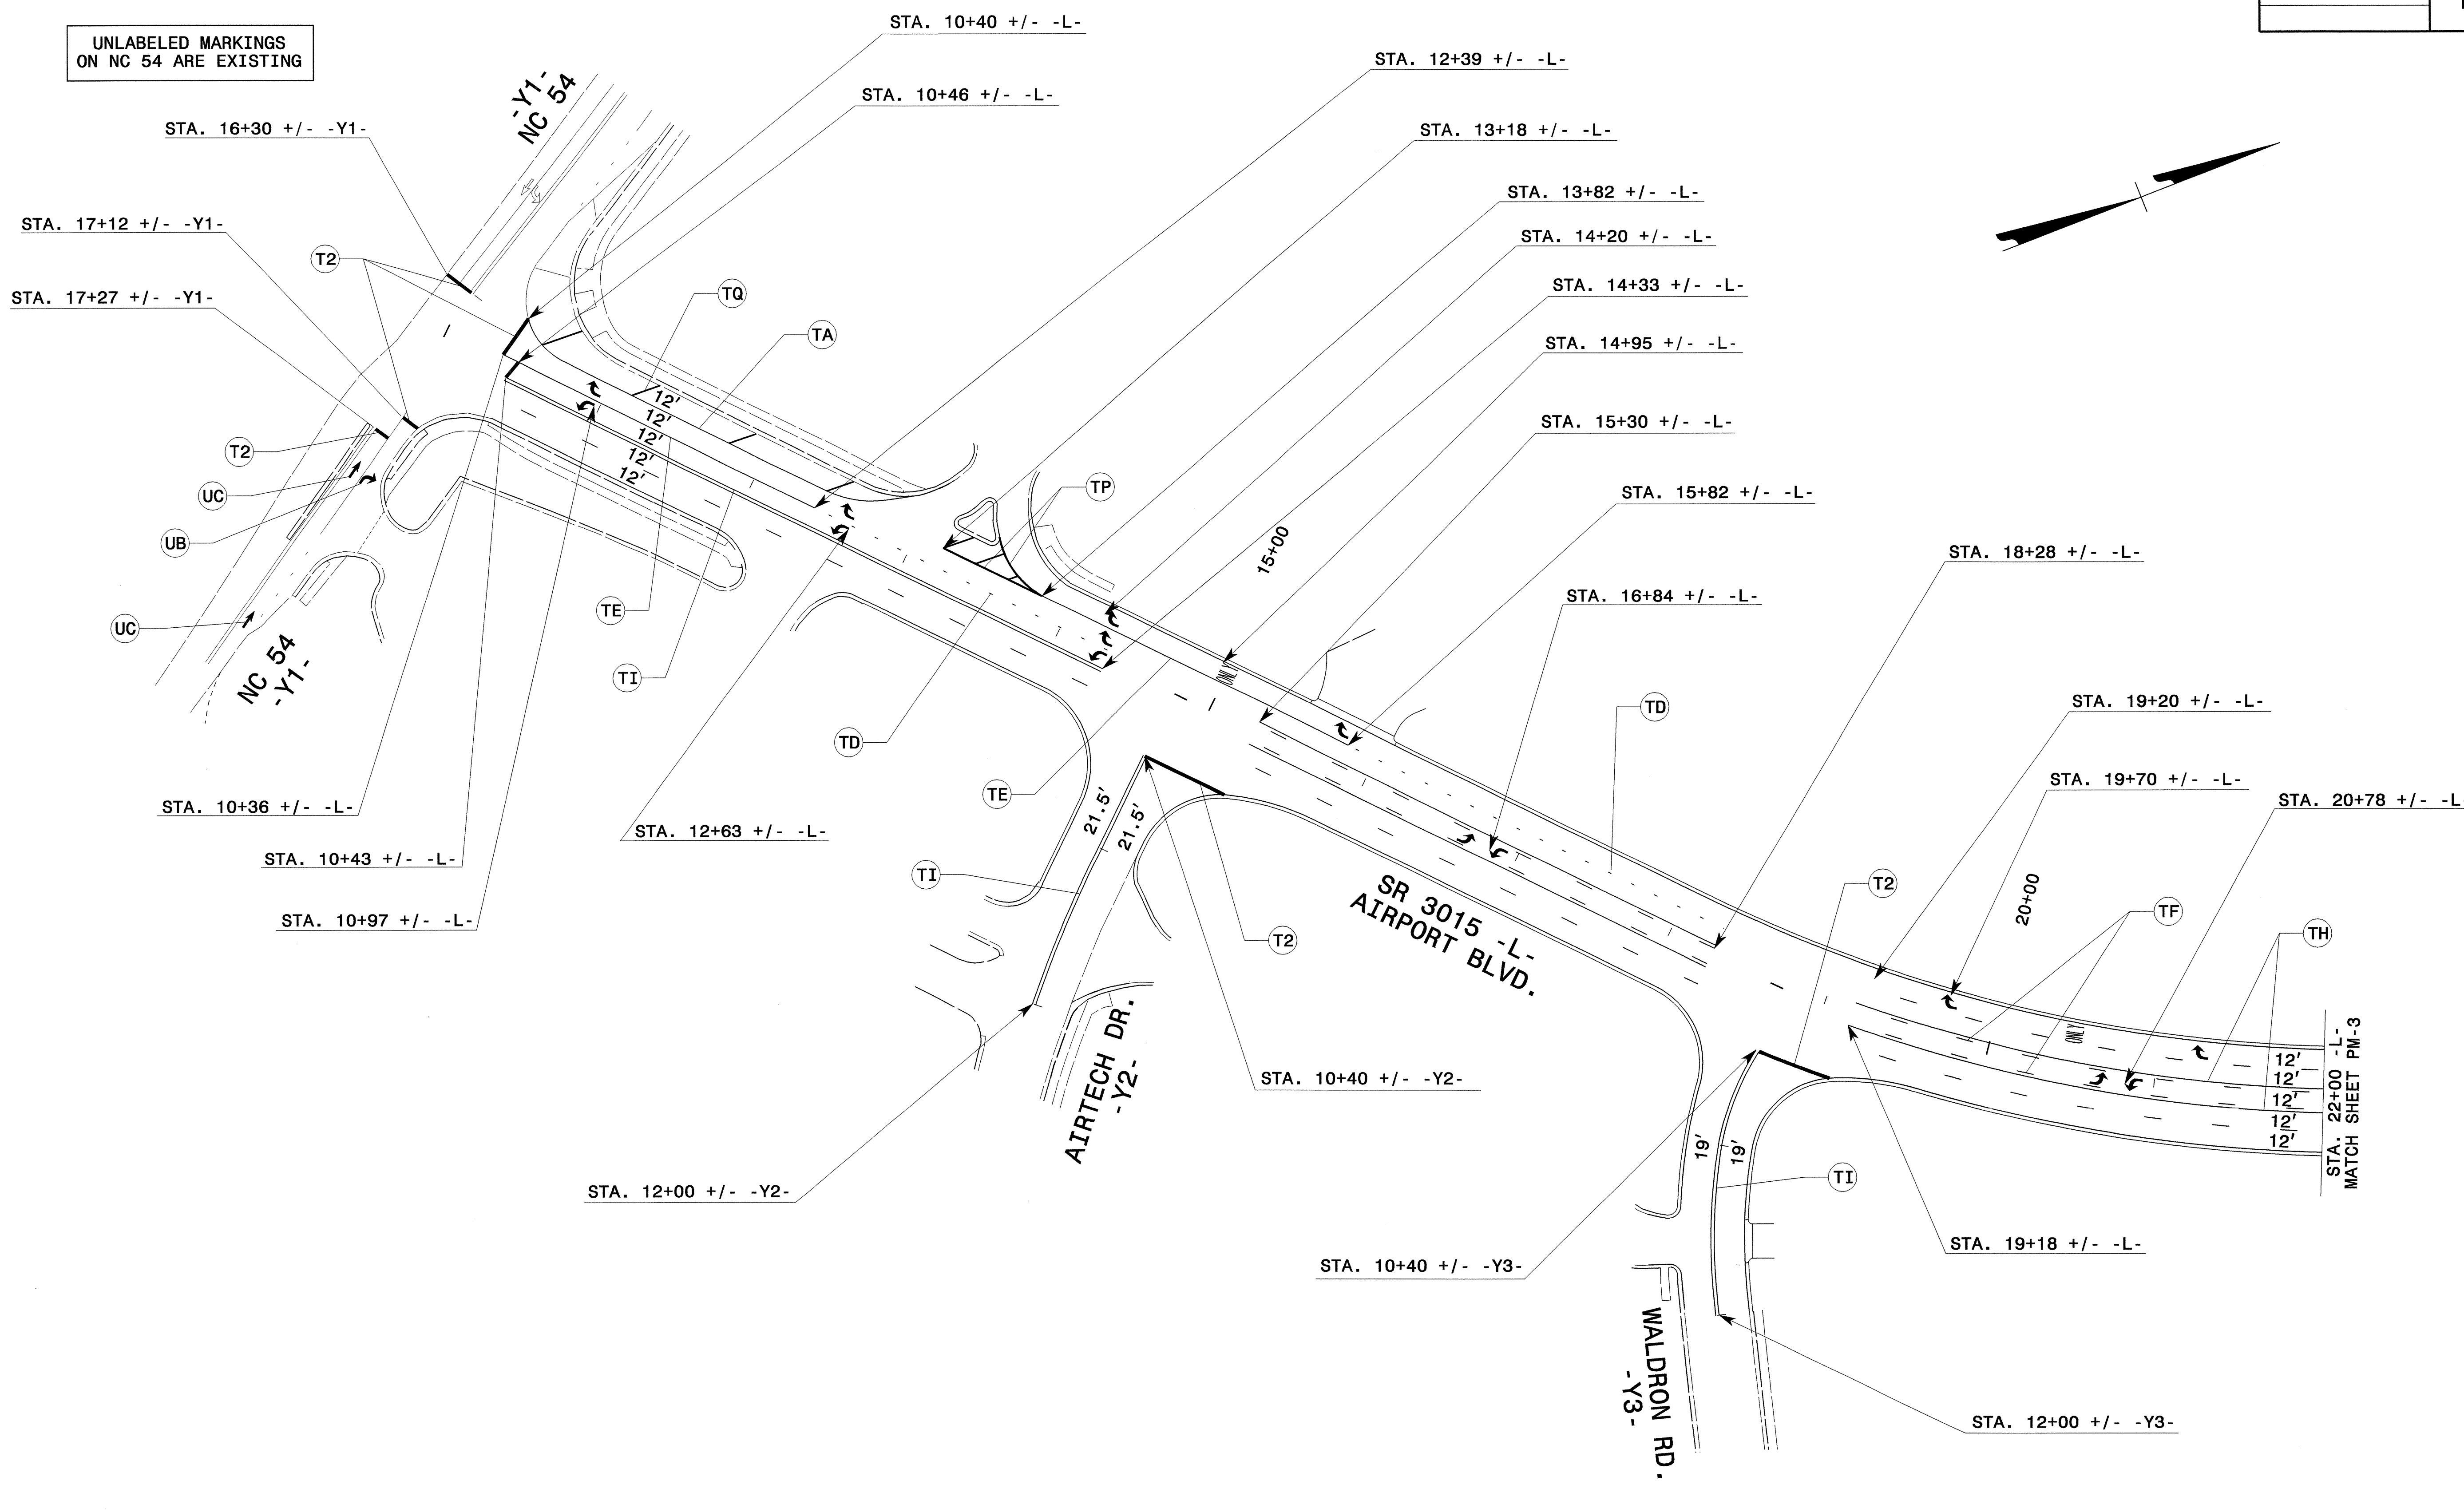 UNLABELED MARKINGS
ON NC 54 ARE EXISTING
STA. 10+40 +/- -L-
STA. 12+39 +/- -L-
STA. 10+46 +/- -L-
-Y1-
NC 54
STA. 16+30 +/- -Y1-
STA. 13+18 +/- -L-
STA. 13+82 +/- -L-
STA. 17+12 +/- -Y1-
STA. 14+20 +/- -L-
T2
STA. 14+33 +/- -L-
STA. 17+27 +/- -Y1-
TQ
TA
STA. 14+95 +/- -L-
12'
12'
12'
12'
12'
STA. 15+30 +/- -L-
T2
UC
TP
STA. 15+82 +/- -L-
UB
15+00
STA. 18+28 +/- -L-
STA. 16+84 +/- -L-
TE
UC
NC 54
-Y1-
TI
ONLY
TD
STA. 19+20 +/- -L-
TD
TE
STA. 19+70 +/- -L-
STA. 10+36 +/- -L-
STA. 20+78 +/- -L
STA. 12+63 +/- -L-
21.5'
21.5'
STA. 10+43 +/- -L-
TI
SR 3015 -L-
AIRPORT BLVD.
T2
20+00
TF
STA. 10+97 +/- -L-
T2
TH
ONLY
12'
12'
12'
12'
12'
STA. 22+00 -L-
MATCH SHEET PM-3
AIRTECH DR.
-Y2-
STA. 10+40 +/- -Y2-
19'
19'
TI
STA. 12+00 +/- -Y2-
STA. 19+18 +/- -L-
STA. 10+40 +/- -Y3-
WALDRON RD.
-Y3-
STA. 12+00 +/- -Y3-